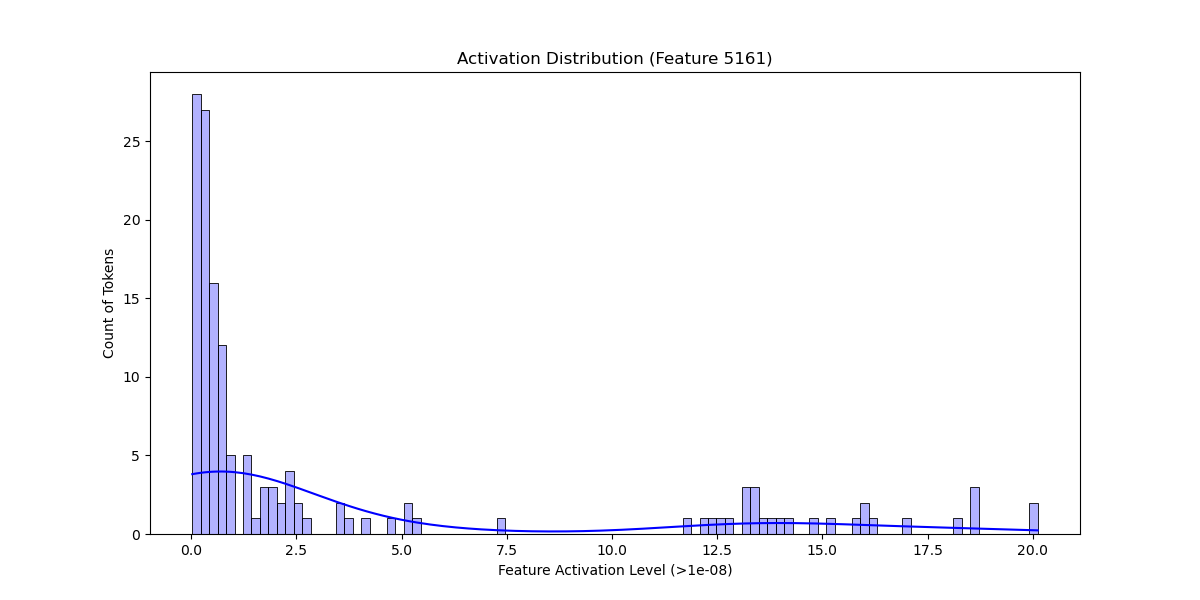 Activation Distribution (Feature 5161)
25
20
15
10
5
0
Count of Tokens
0.0 2.5 5.0 7.5 10.0 12.5 15.0 17.5 20.0
Feature Activation Level (>1e-08)